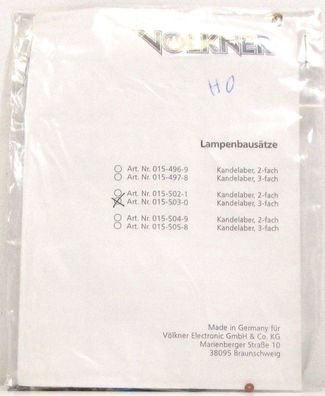 VÖLKNER
HO
Lampenbausätze
Art. Nr. 015-496-9 Kandelaber, 2-fach
Art. Nr. 015-497-8 Kandelaber, 3-fach
Art. Nr. 015-502-1 Kandelaber, 2-fach
Art. Nr. 015-503-0 Kandelaber, 3-fach
Art. Nr. 015-504-9 Kandelaber, 2-fach
Art. Nr. 015-505-8 Kandelaber, 3-fach
Made in Germany für
Völkner Electronic GmbH & Co. KG
Marienberger Straße 10
38095 Braunschweig